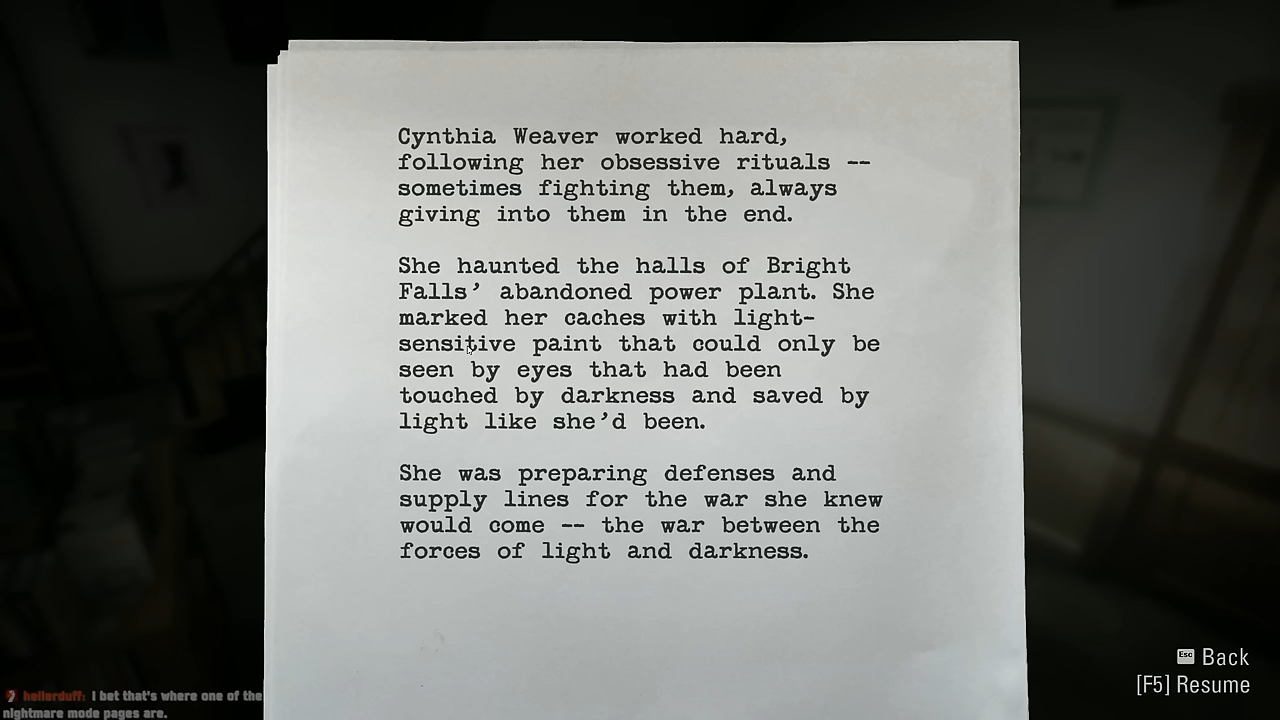 Cynthia Weaver worked hard,
following her obsessive rituals --
sometimes fighting them, always
giving into them in the end.
She haunted the halls of Bright
Falls’ abandoned power plant. She
marked her caches with light-
sensitive paint that could only be
seen by eyes that had been
touched by darkness and saved by
light like she’d been.
She was preparing defenses and
supply lines for the war she knew
would come -- the war between the
forces of light and darkness.
Esc Back
[F5] Resume
hellerduff: I bet that's where one of the
nightmare mode pages are.